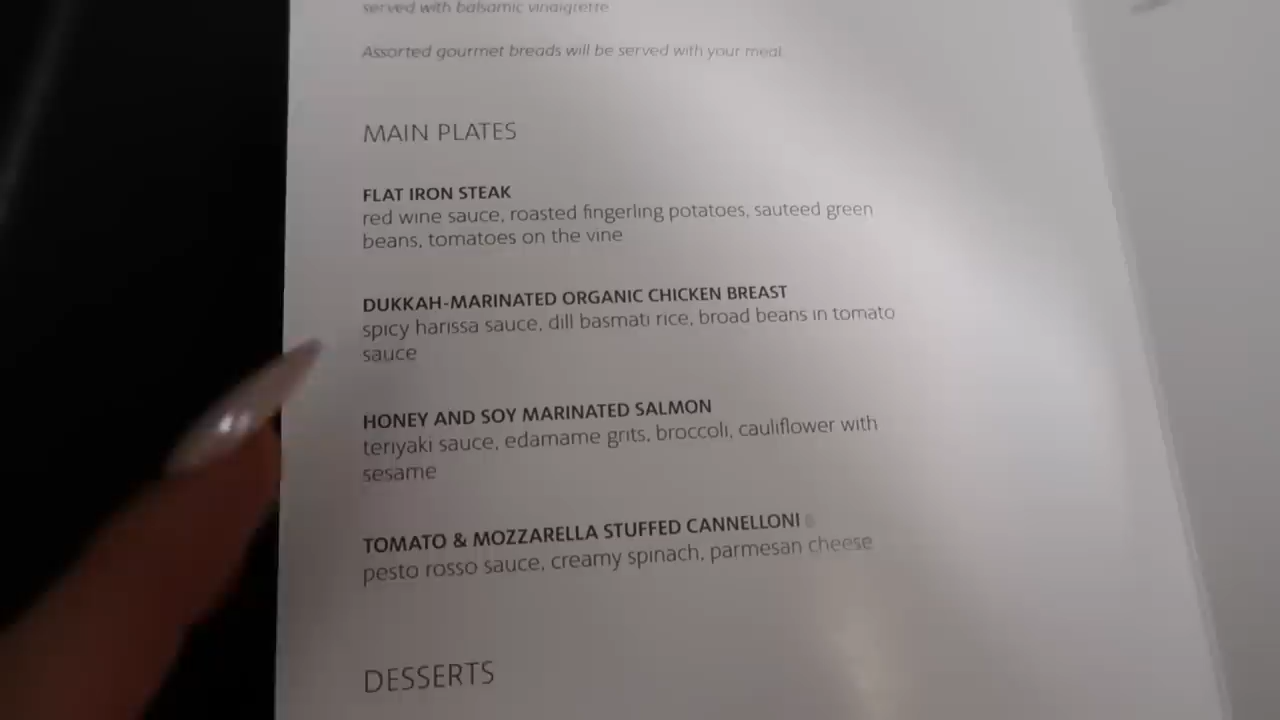 served with balsamic vinaigrette
Assorted gourmet breads will be served with your meal
MAIN PLATES
FLAT IRON STEAK
red wine sauce, roasted fingerling potatoes, sauteed green
beans, tomatoes on the vine
DUKKAH-MARINATED ORGANIC CHICKEN BREAST
spicy harissa sauce, dill basmati rice, broad beans in tomato
sauce
HONEY AND SOY MARINATED SALMON
teriyaki sauce, edamame grits, broccoli, cauliflower with
sesame
TOMATO & MOZZARELLA STUFFED CANNELLONI
pesto rosso sauce, creamy spinach, parmesan cheese
DESSERTS